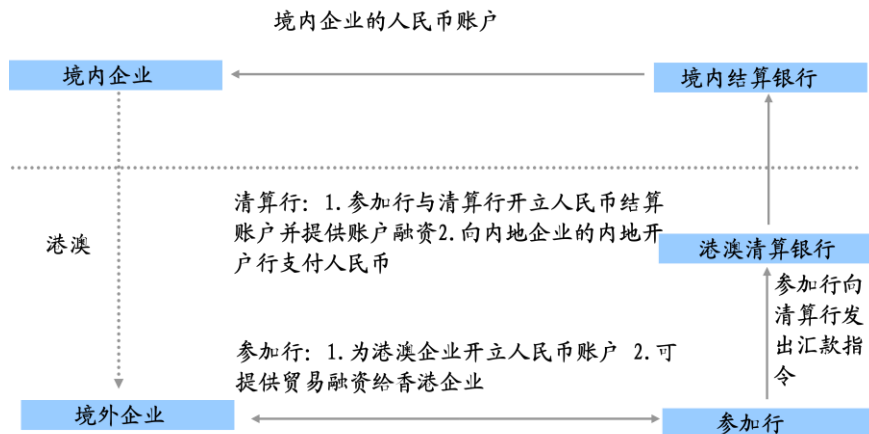 境内企业的人民币账户
境内企业
境内结算银行
清算行：1.参加行与清算行开立人民币结算
账户并提供账户融资2.向内地企业的内地开
户行支付人民币
港澳
港澳清算银行
参加行向
清算行发
出汇款指
令
参加行：1.为港澳企业开立人民币账户 2.可
提供贸易融资给香港企业
境外企业
参加行